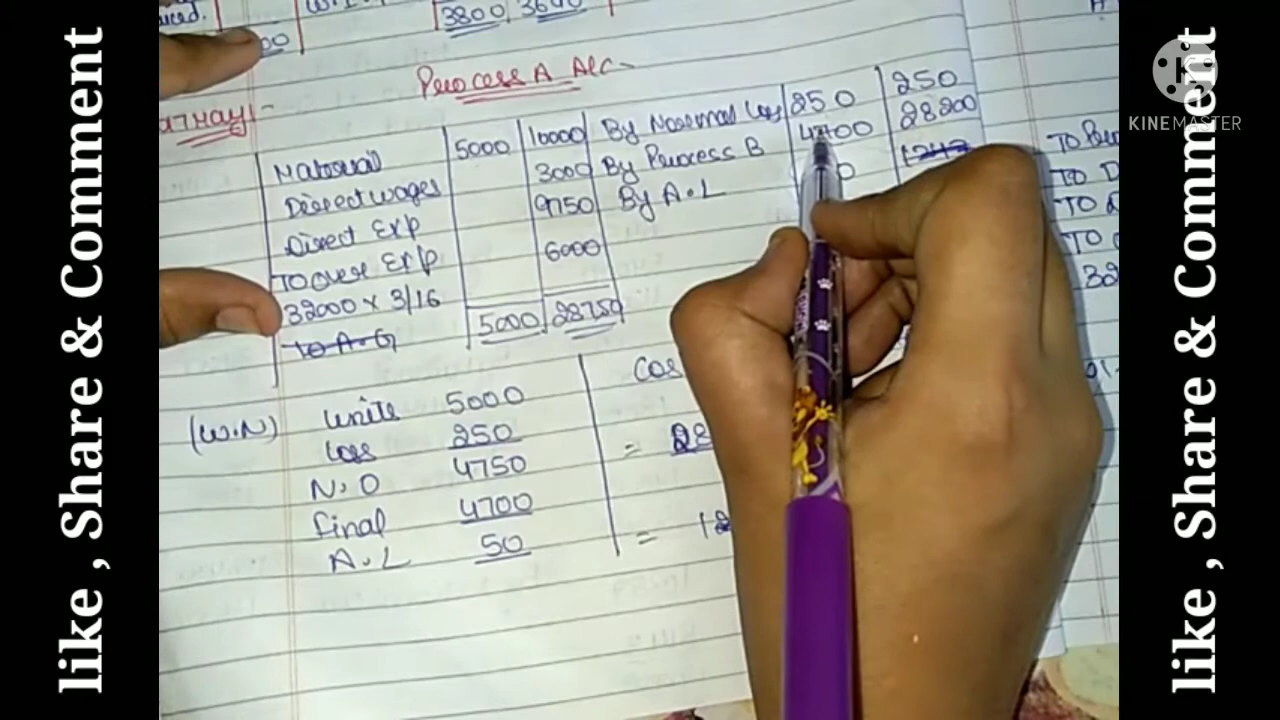 like , Share & Comment
3800 3600
Process A A/c
Material 5000 10000 By Normal Loss 250 250
Direct wages 3000 By Process B 4700 28200
Direct Exp 9750 By A.L
To over Exp 6000
32000 x 3/16
To A.G 5000 28750
(W.N) Units 5000
Loss 250
N.O 4750
final 4700
A.L 50
KINEMASTER
like , Share & Comment